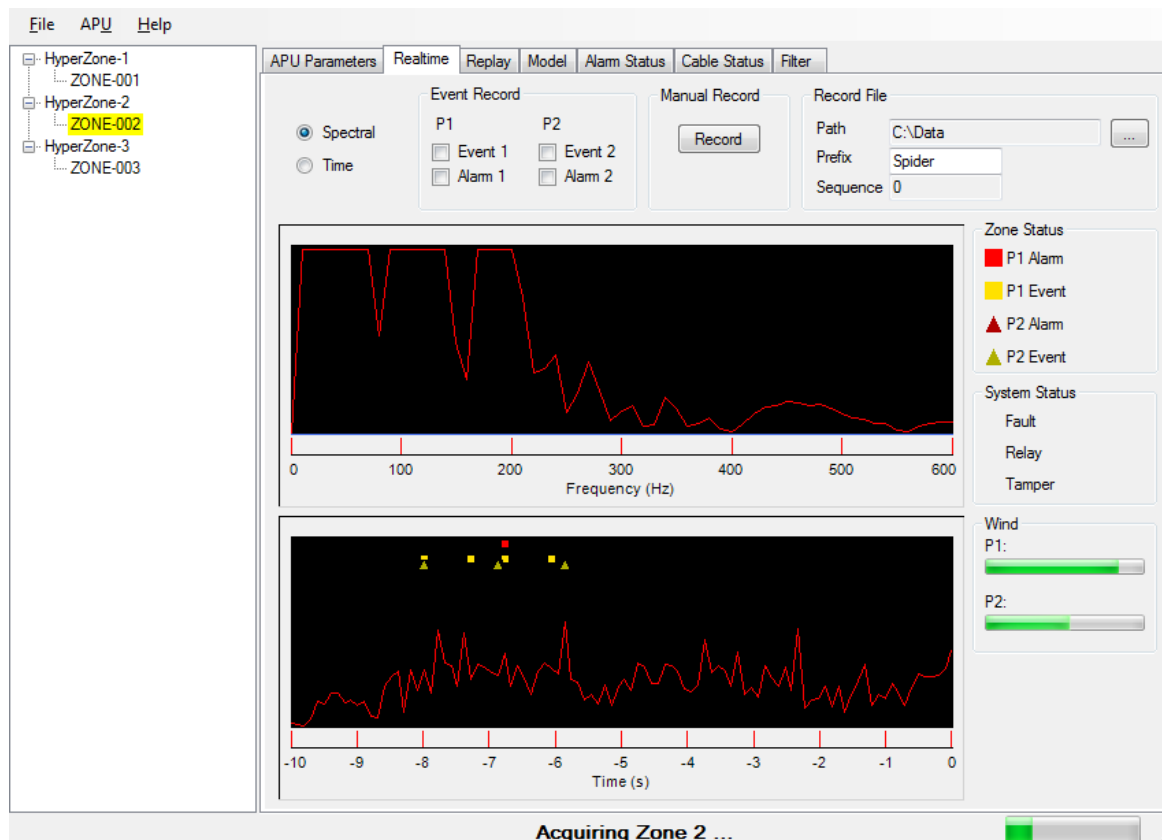 File APU Help
HyperZone-1
ZONE-001
HyperZone-2
ZONE-002
HyperZone-3
ZONE-003
APU Parameters Realtime Replay Model Alarm Status Cable Status Filter
Spectral
Time
Event Record
P1 P2
Event 1 Event 2
Alarm 1 Alarm 2
Manual Record
Record
Record File
Path C:\Data ...
Prefix Spider
Sequence 0
0 100 200 300 400 500 600
Frequency (Hz)
Zone Status
P1 Alarm
P1 Event
P2 Alarm
P2 Event
System Status
Fault
Relay
Tamper
-10 -9 -8 -7 -6 -5 -4 -3 -2 -1 0
Time (s)
Wind
P1:
P2:
Acquiring Zone 2 ...